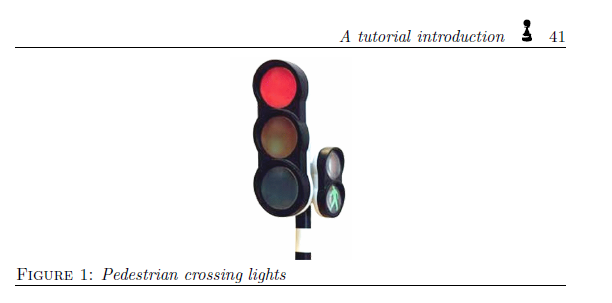 A tutorial introduction 41
FIGURE 1: Pedestrian crossing lights